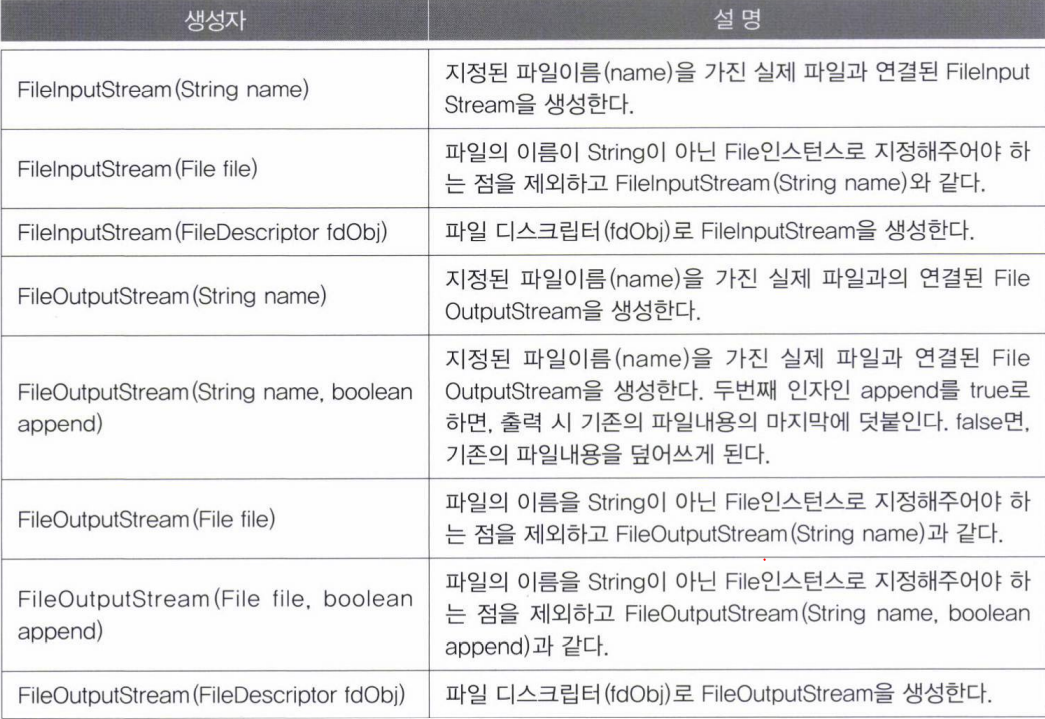 생성자 설 명
FileInputStream(String name)
지정된 파일이름(name)을 가진 실제 파일과 연결된 FileInput
Stream을 생성한다.
FileInputStream(File file)
파일의 이름이 String이 아닌 File인스턴스로 지정해주어야 하
는 점을 제외하고 FileInputStream(String name)와 같다.
FileInputStream(FileDescriptor fdObj)
파일 디스크립터(fdObj)로 FileInputStream을 생성한다.
FileOutputStream(String name)
지정된 파일이름(name)을 가진 실제 파일과의 연결된 File
OutputStream을 생성한다.
FileOutputStream(String name, boolean
append)
지정된 파일이름(name)을 가진 실제 파일과 연결된 File
OutputStream을 생성한다. 두번째 인자인 append를 true로
하면, 출력 시 기존의 파일내용의 마지막에 덧붙인다. false면,
기존의 파일내용을 덮어쓰게 된다.
FileOutputStream(File file)
파일의 이름을 String이 아닌 File인스턴스로 지정해주어야 하
는 점을 제외하고 FileOutputStream(String name)과 같다.
FileOutputStream(File file, boolean
append)
파일의 이름을 String이 아닌 File인스턴스로 지정해주어야 하
는 점을 제외하고 FileOutputStream(String name, boolean
append)과 같다.
FileOutputStream(FileDescriptor fdObj)
파일 디스크립터(fdObj)로 FileOutputStream을 생성한다.